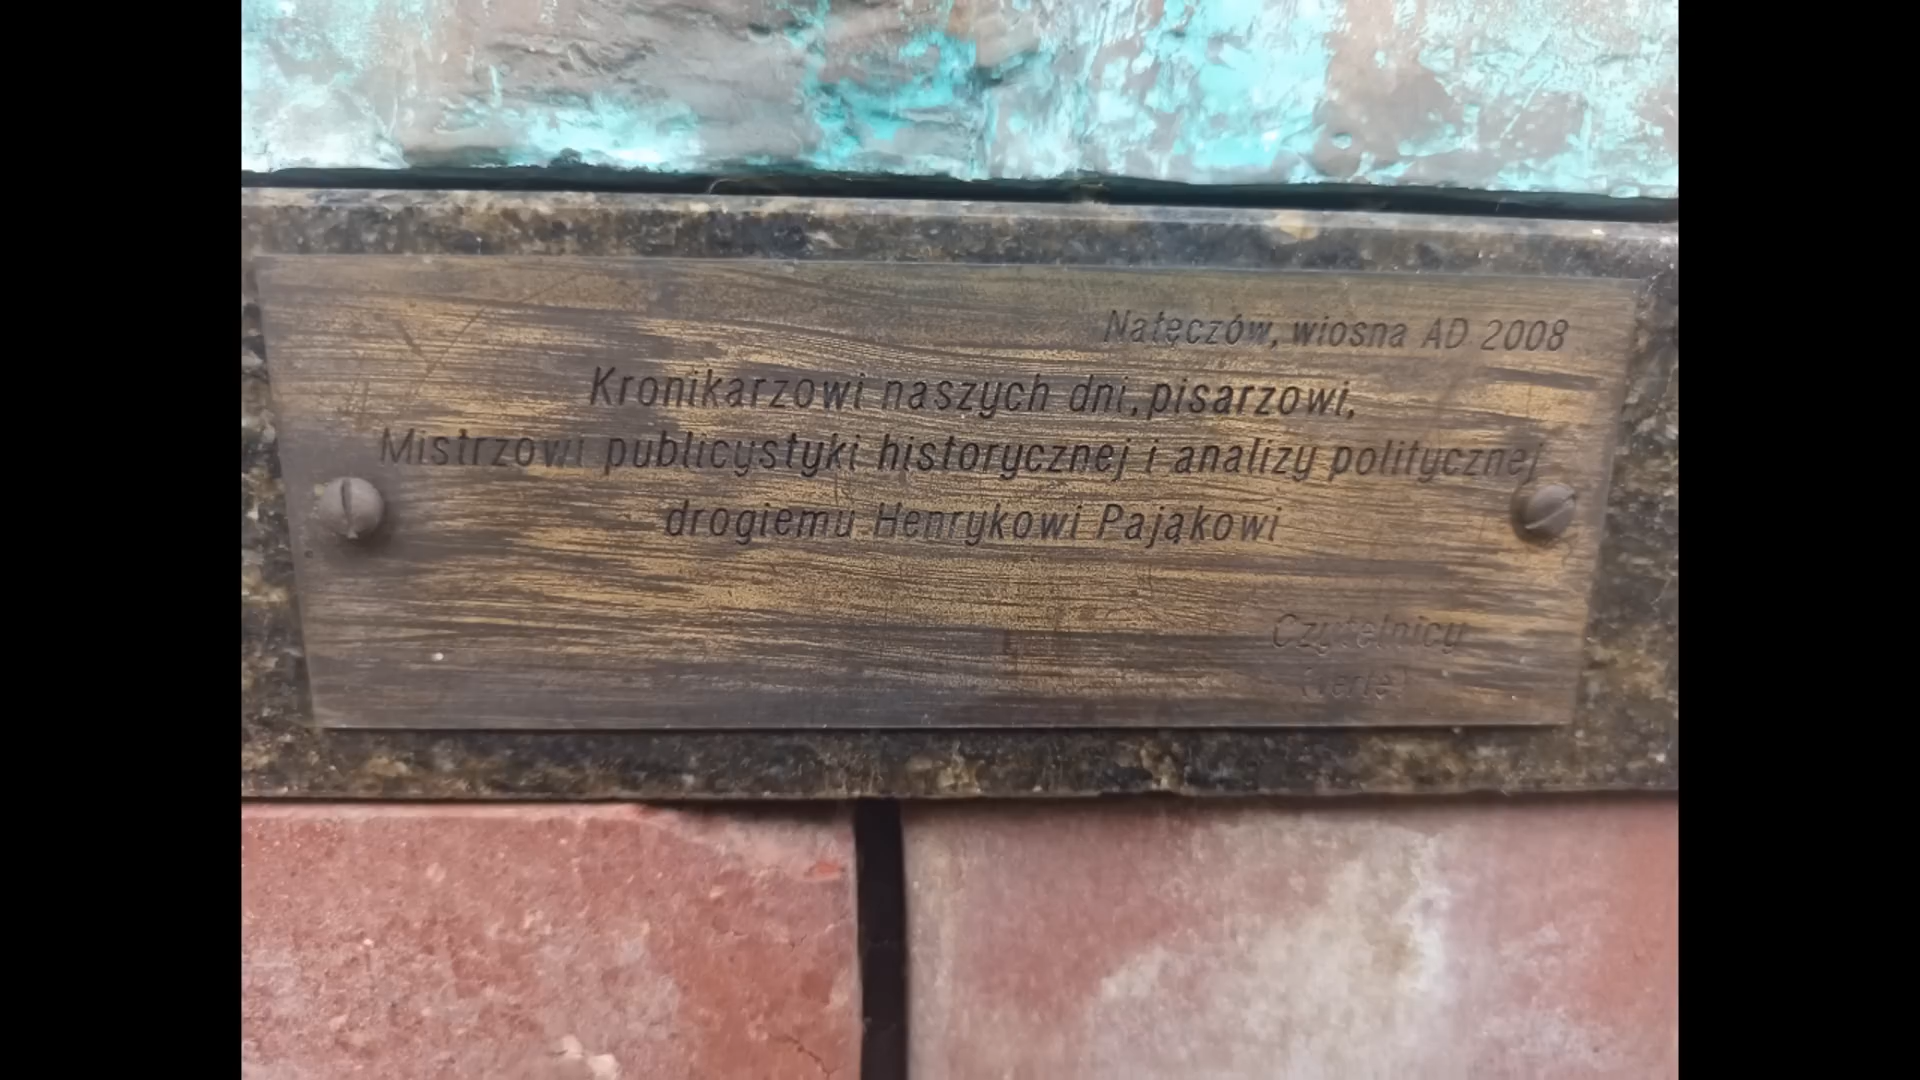 Nałęczów, wiosna AD 2008
Kronikarzowi naszych dni, pisarzowi,
Mistrzowi publicystyki historycznej i analizy politycznej
drogiemu Henrykowi Pająkowi
Czytelnicy